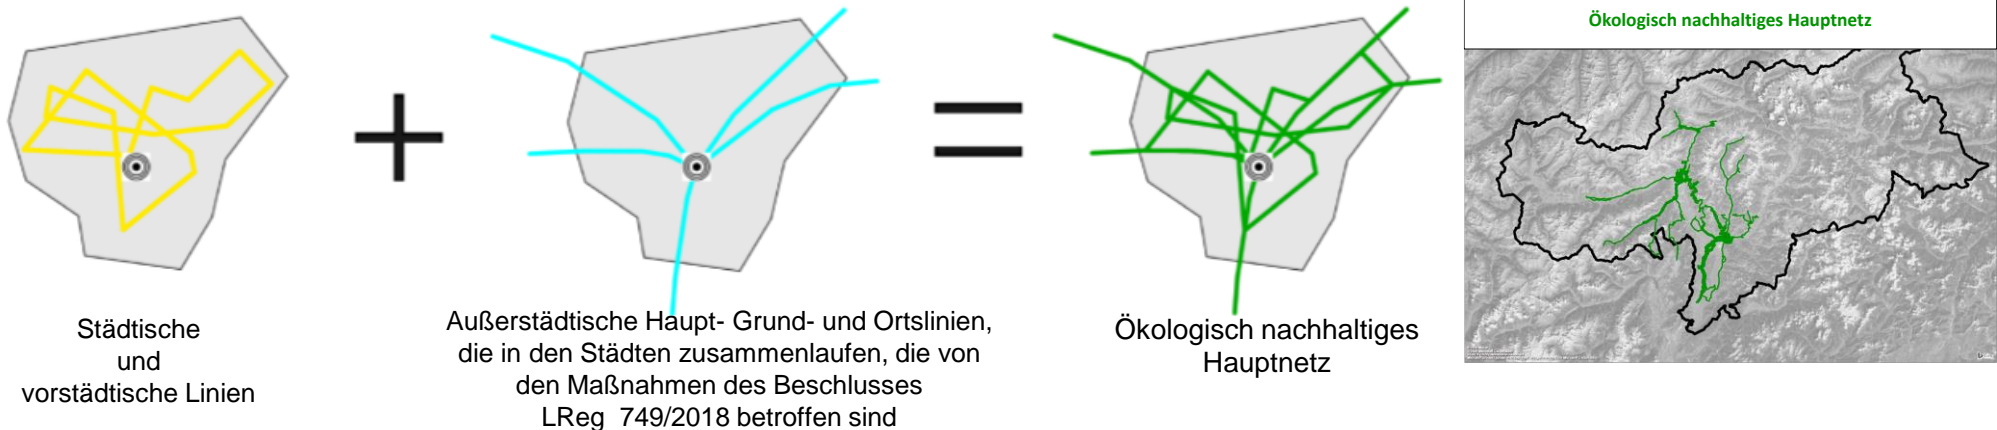 Städtische
und
vorstädtische Linien
Außerstädtische Haupt- Grund- und Ortslinien,
die in den Städten zusammenlaufen, die von
den Maßnahmen des Beschlusses
LReg 749/2018 betroffen sind
Ökologisch nachhaltiges
Hauptnetz
Ökologisch nachhaltiges Hauptnetz